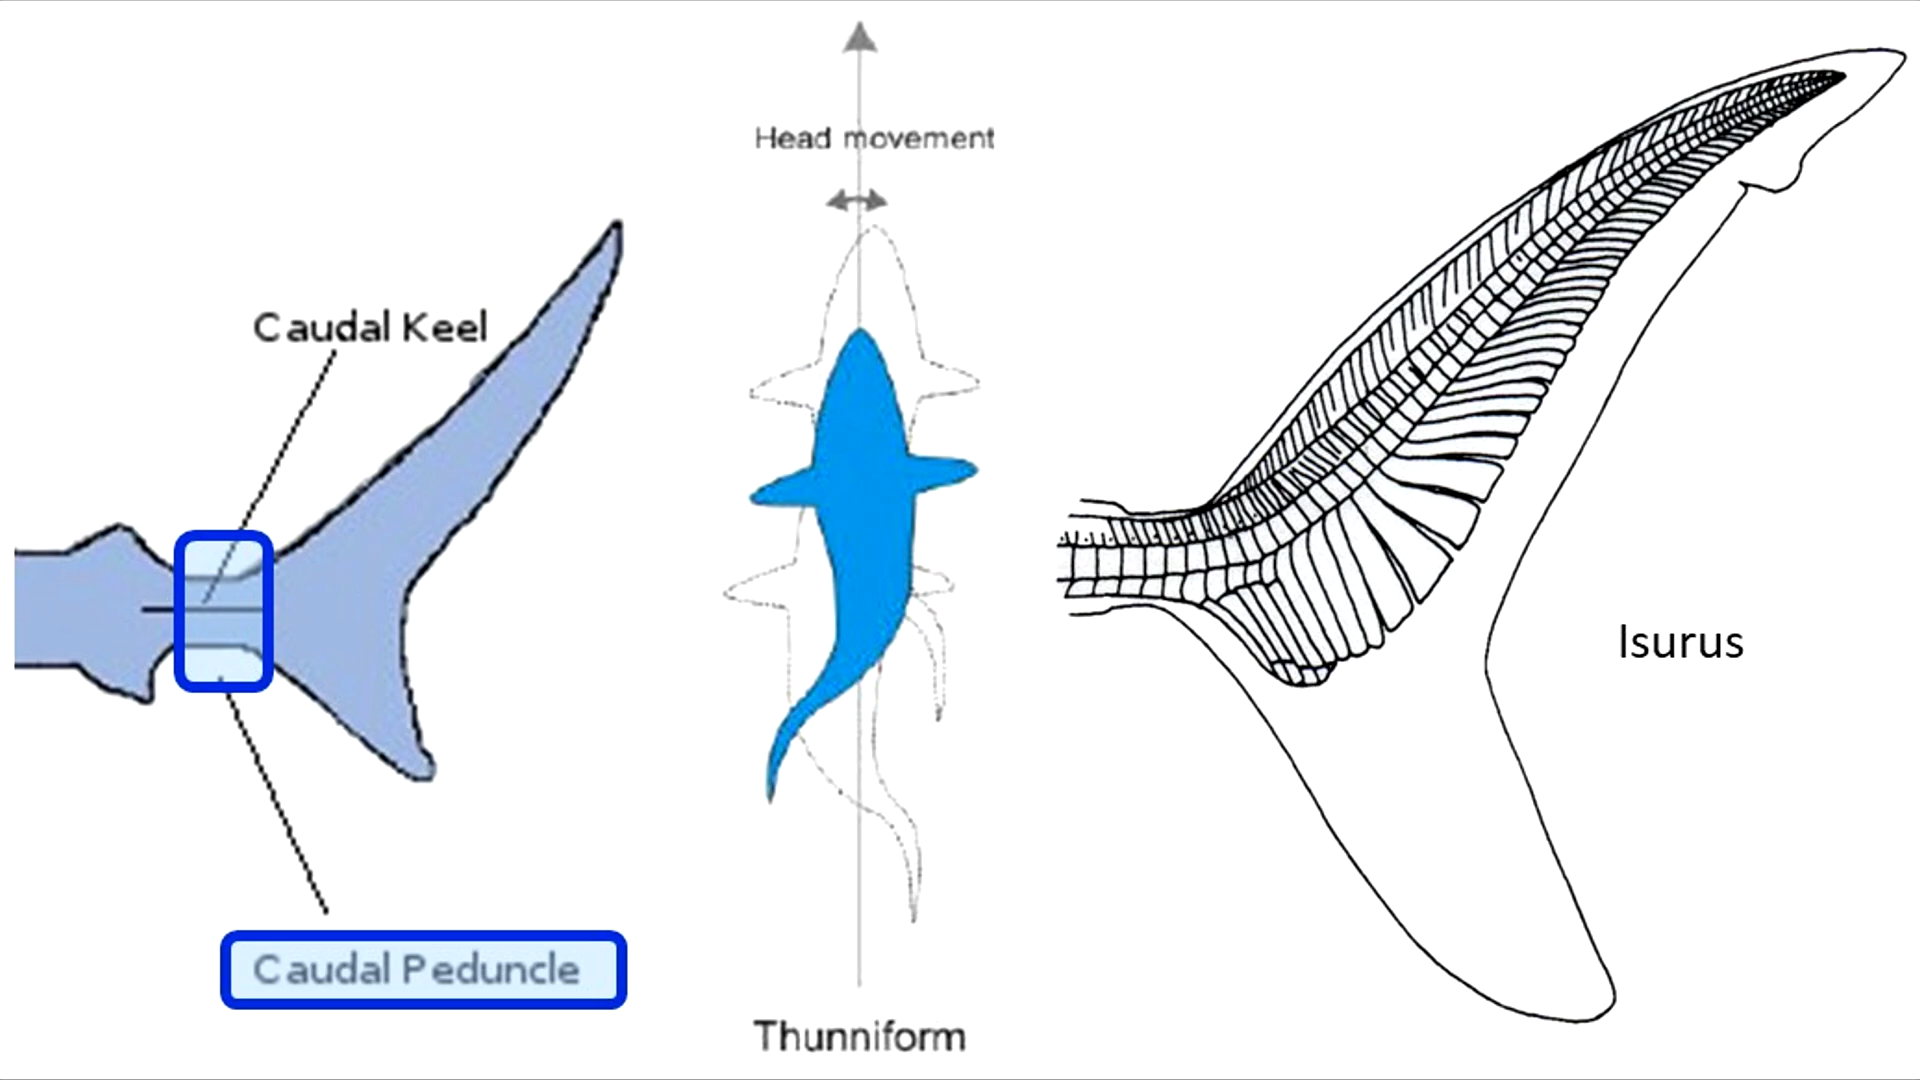 Caudal Keel
Caudal Peduncle
Head movement
Thunniform
Isurus